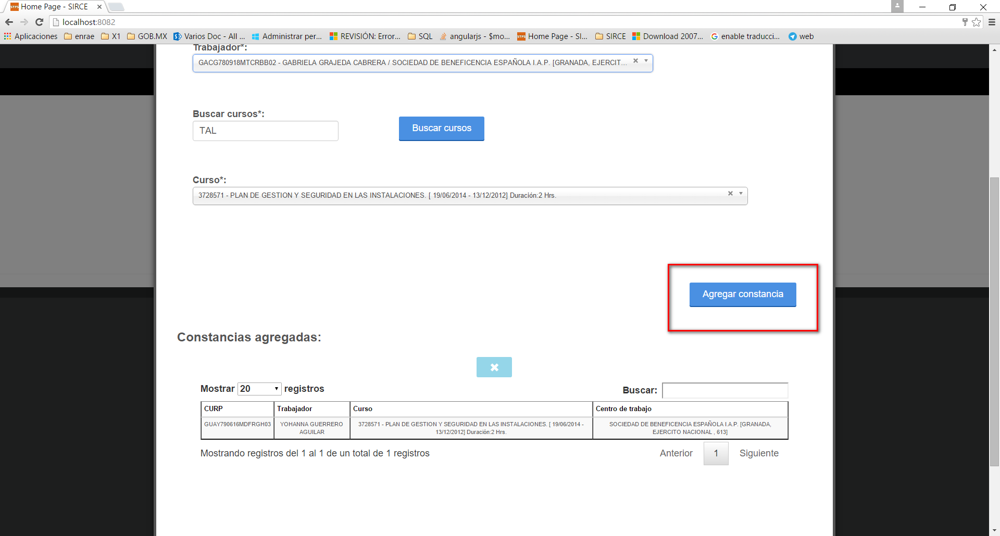 Home Page - SIRCE
localhost:8082
Aplicaciones enrae X1 GOB.MX Varios Doc - All ... Administrar per... REVISIÓN: Error... SQL angularjs - $mo... STPS Home Page - SI... SIRCE Download 2007... enable traducci... web
Trabajador*:
GACG780918MTCRBB02 - GABRIELA GRAJEDA CABRERA / SOCIEDAD DE BENEFICENCIA ESPAÑOLA I.A.P. [GRANADA, EJERCIT...
Buscar cursos*:
TAL
Buscar cursos
Curso*:
3728571 - PLAN DE GESTION Y SEGURIDAD EN LAS INSTALACIONES. [ 19/06/2014 - 13/12/2012] Duración:2 Hrs.
Agregar constancia
Constancias agregadas:
Mostrar 20 registros
Buscar:
CURP Trabajador Curso Centro de trabajo
GUAY790616MDFRGH03 YOHANNA GUERRERO 3728571 - PLAN DE GESTION Y SEGURIDAD EN LAS INSTALACIONES. [ 19/06/2014 - SOCIEDAD DE BENEFICENCIA ESPAÑOLA I.A.P. [GRANADA,
AGUILAR 13/12/2012] Duración:2 Hrs. EJERCITO NACIONAL , 613]
Mostrando registros del 1 al 1 de un total de 1 registros
Anterior 1 Siguiente